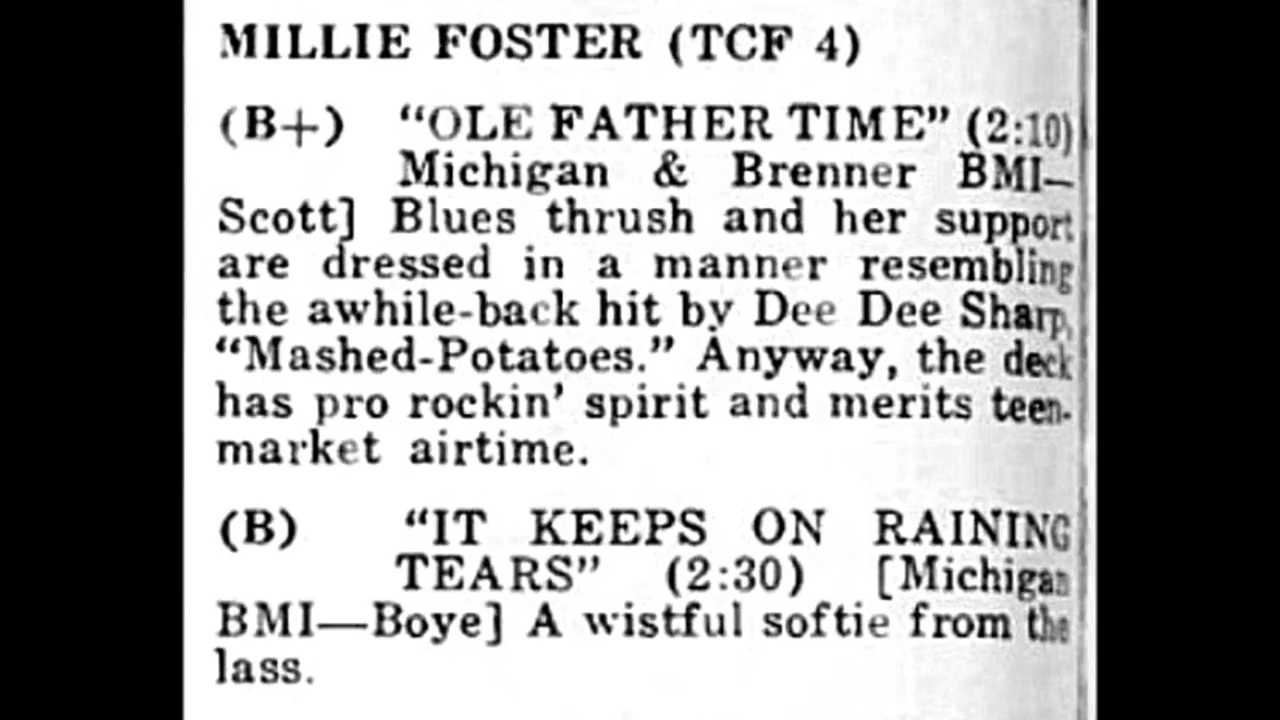 MILLIE FOSTER (TCF 4)
(B+) “OLE FATHER TIME” (2:10)
Michigan & Brenner BMI—
Scott] Blues thrush and her support
are dressed in a manner resembling
the awhile-back hit by Dee Dee Sharp,
“Mashed-Potatoes.” Anyway, the deck
has pro rockin’ spirit and merits teen-
market airtime.
(B) “IT KEEPS ON RAINING
TEARS” (2:30) [Michigan
BMI—Boye] A wistful softie from the
lass.